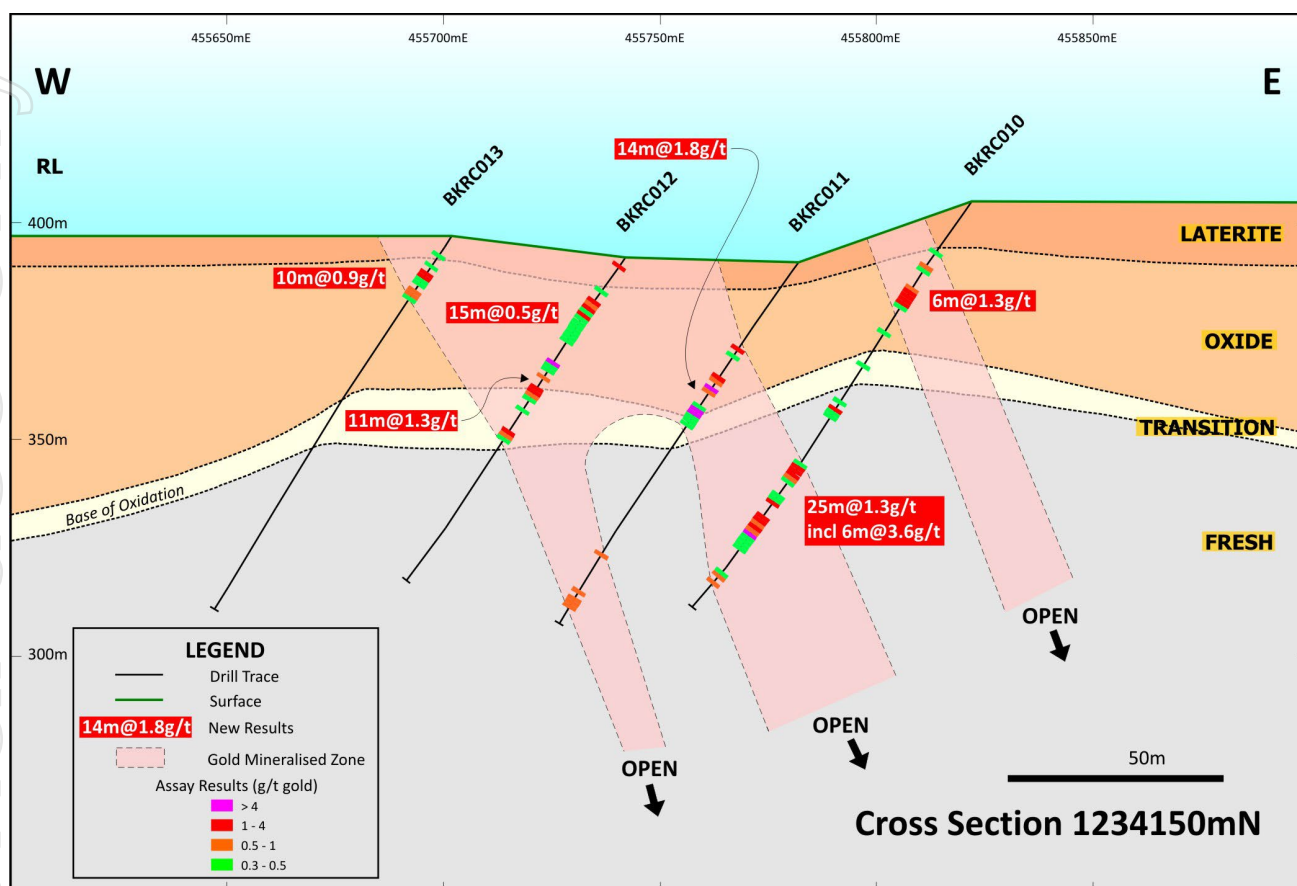 455650mE
455700mE
455750mE
455800mE
455850mE
W
E
RL
400m
350m
300m
BKRC013
BKRC012
BKRC011
BKRC010
14m@1.8g/t
10m@0.9g/t
15m@0.5g/t
11m@1.3g/t
6m@1.3g/t
25m@1.3g/t
incl 6m@3.6g/t
LATERITE
OXIDE
TRANSITION
FRESH
Base of Oxidation
OPEN
OPEN
OPEN
LEGEND
Drill Trace
Surface
14m@1.8g/t New Results
Gold Mineralised Zone
Assay Results (g/t gold)
> 4
1 - 4
0.5 - 1
0.3 - 0.5
50m
Cross Section 1234150mN